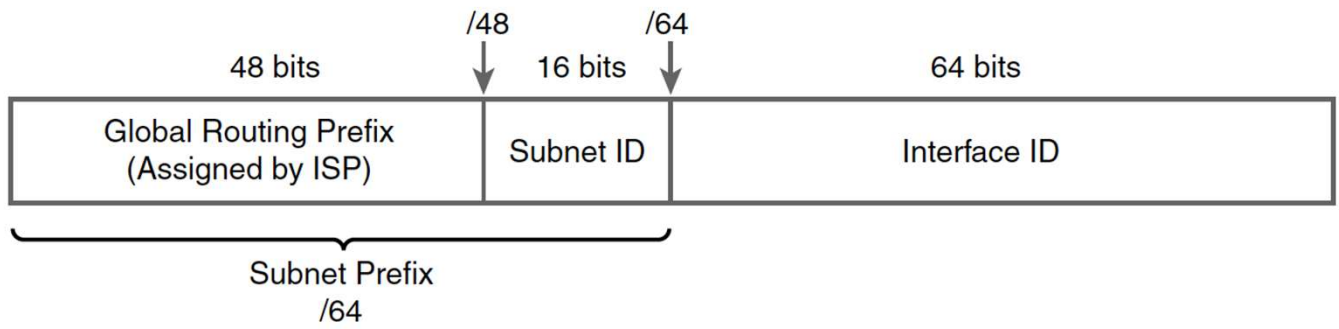 /48
/64
48 bits
16 bits
64 bits
Global Routing Prefix
(Assigned by ISP)
Subnet ID
Interface ID
Subnet Prefix
/64